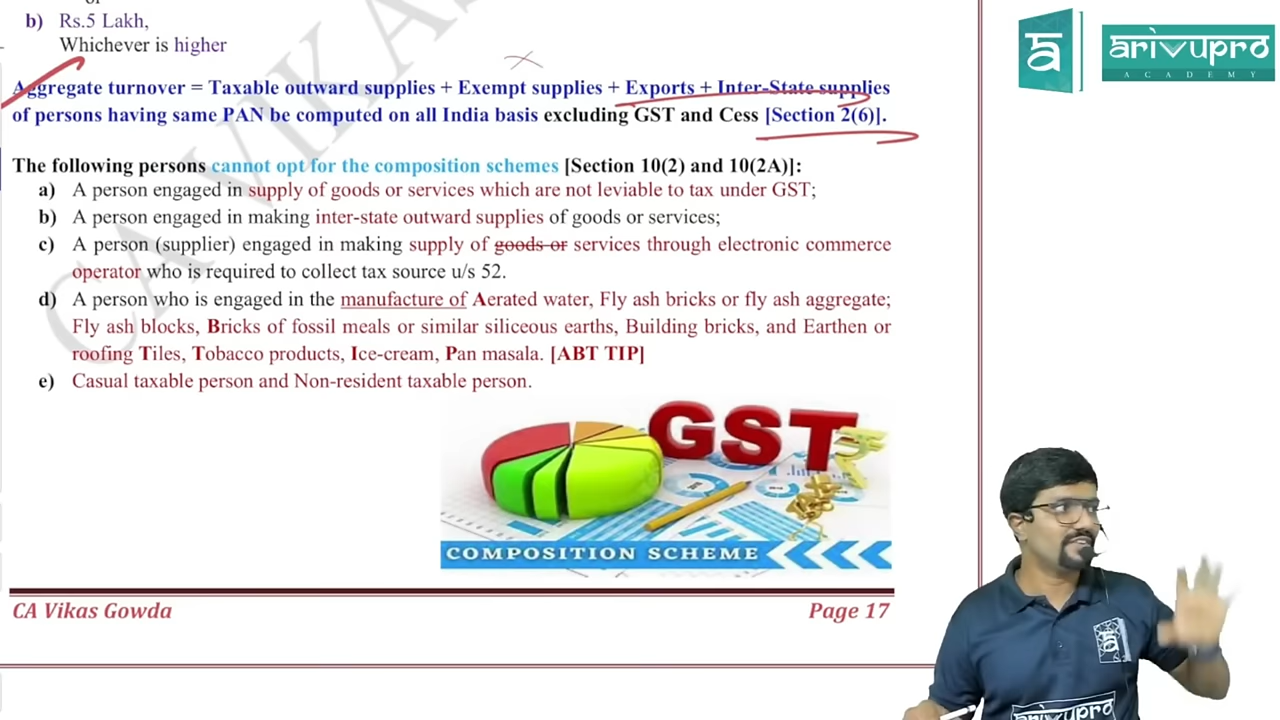 or
b) Rs.5 Lakh,
Whichever is higher
Aggregate turnover = Taxable outward supplies + Exempt supplies + Exports + Inter-State supplies
of persons having same PAN be computed on all India basis excluding GST and Cess [Section 2(6)].
The following persons cannot opt for the composition schemes [Section 10(2) and 10(2A)]:
a) A person engaged in supply of goods or services which are not leviable to tax under GST;
b) A person engaged in making inter-state outward supplies of goods or services;
c) A person (supplier) engaged in making supply of goods or services through electronic commerce
operator who is required to collect tax source u/s 52.
d) A person who is engaged in the manufacture of Aerated water, Fly ash bricks or fly ash aggregate;
Fly ash blocks, Bricks of fossil meals or similar siliceous earths, Building bricks, and Earthen or
roofing Tiles, Tobacco products, Ice-cream, Pan masala. [ABT TIP]
e) Casual taxable person and Non-resident taxable person.
GST
COMPOSITION SCHEME
CA Vikas Gowda
Page 17
CA VIKAS
arivupro
ACADEMY
arivupro